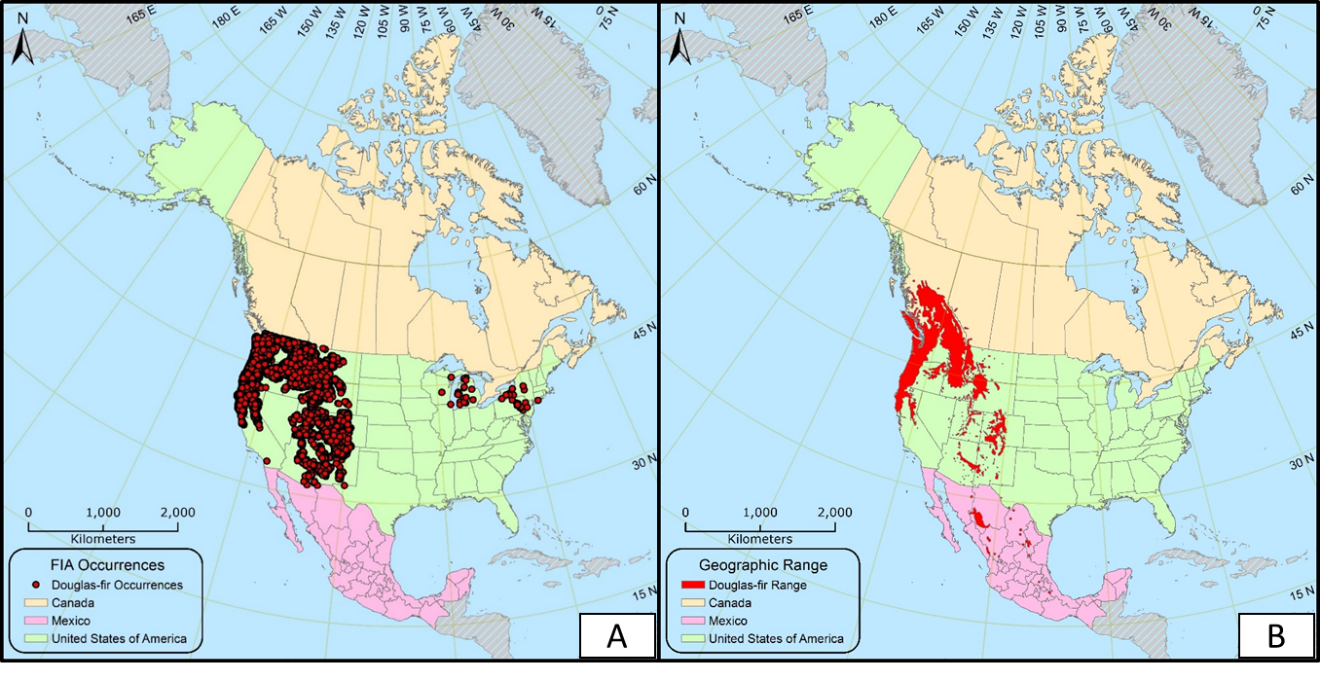 N
165 E
180 E
165 W
150 W
135 W
120 W
105 W
90 W
75 W
60 W
45 W
30 W
15 W
0
75 N
60 N
45 N
30 N
15 N
0 1,000 2,000
Kilometers
FIA Occurrences
Douglas-fir Occurrences
Canada
Mexico
United States of America
A
N
165 E
180 E
165 W
150 W
135 W
120 W
105 W
90 W
75 W
60 W
45 W
30 W
15 W
0
75 N
60 N
45 N
30 N
15 N
0 1,000 2,000
Kilometers
Geographic Range
Douglas-fir Range
Canada
Mexico
United States of America
B